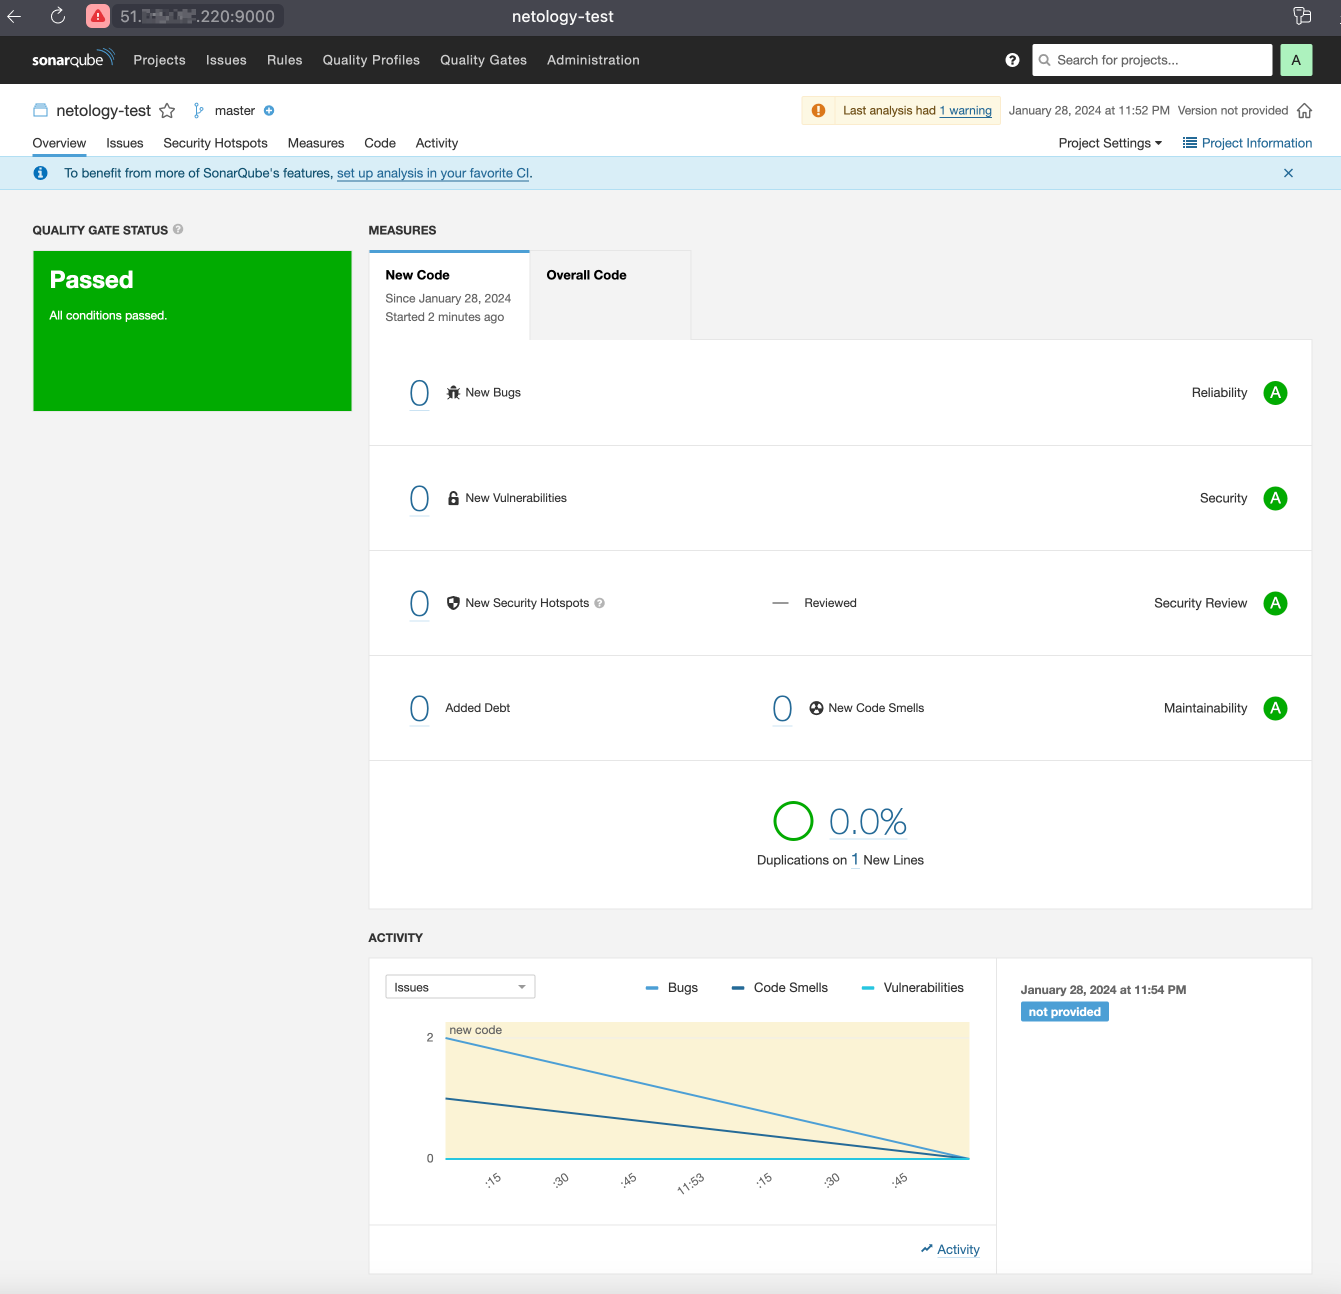 51. .220:9000
netology-test
sonarqube Projects Issues Rules Quality Profiles Quality Gates Administration
Search for projects...
A
netology-test master
Last analysis had 1 warning
January 28, 2024 at 11:52 PM Version not provided
Overview Issues Security Hotspots Measures Code Activity
Project Settings Project Information
To benefit from more of SonarQube's features, set up analysis in your favorite CI.
QUALITY GATE STATUS
Passed
All conditions passed.
MEASURES
New Code
Since January 28, 2024
Started 2 minutes ago
Overall Code
0 New Bugs Reliability A
0 New Vulnerabilities Security A
0 New Security Hotspots — Reviewed Security Review A
0 Added Debt 0 New Code Smells Maintainability A
0.0%
Duplications on 1 New Lines
ACTIVITY
Issues
Bugs Code Smells Vulnerabilities
new code
2
0
:15 :30 :45 11:53 :15 :30 :45
Activity
January 28, 2024 at 11:54 PM
not provided